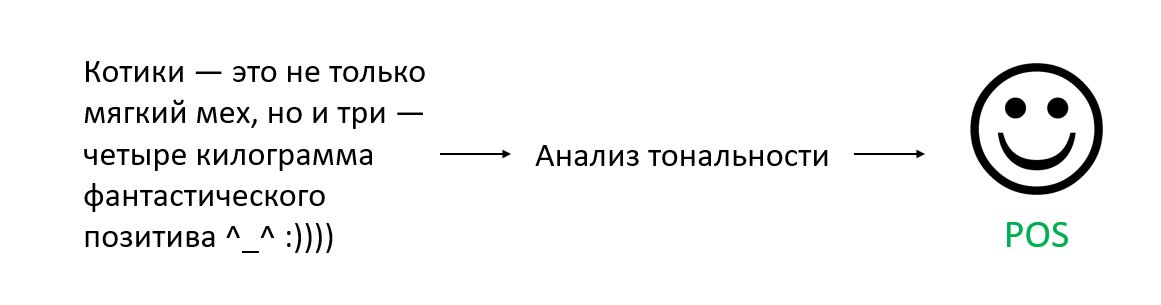 Котики — это не только
мягкий мех, но и три —
четыре килограмма
фантастического
позитива ^_^ :))))
Анализ тональности
POS